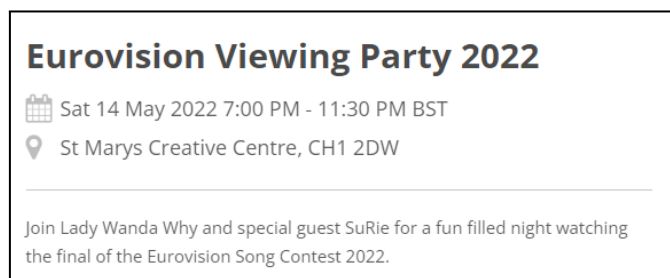 Eurovision Viewing Party 2022
Sat 14 May 2022 7:00 PM - 11:30 PM BST
St Marys Creative Centre, CH1 2DW
Join Lady Wanda Why and special guest SuRie for a fun filled night watching
the final of the Eurovision Song Contest 2022.